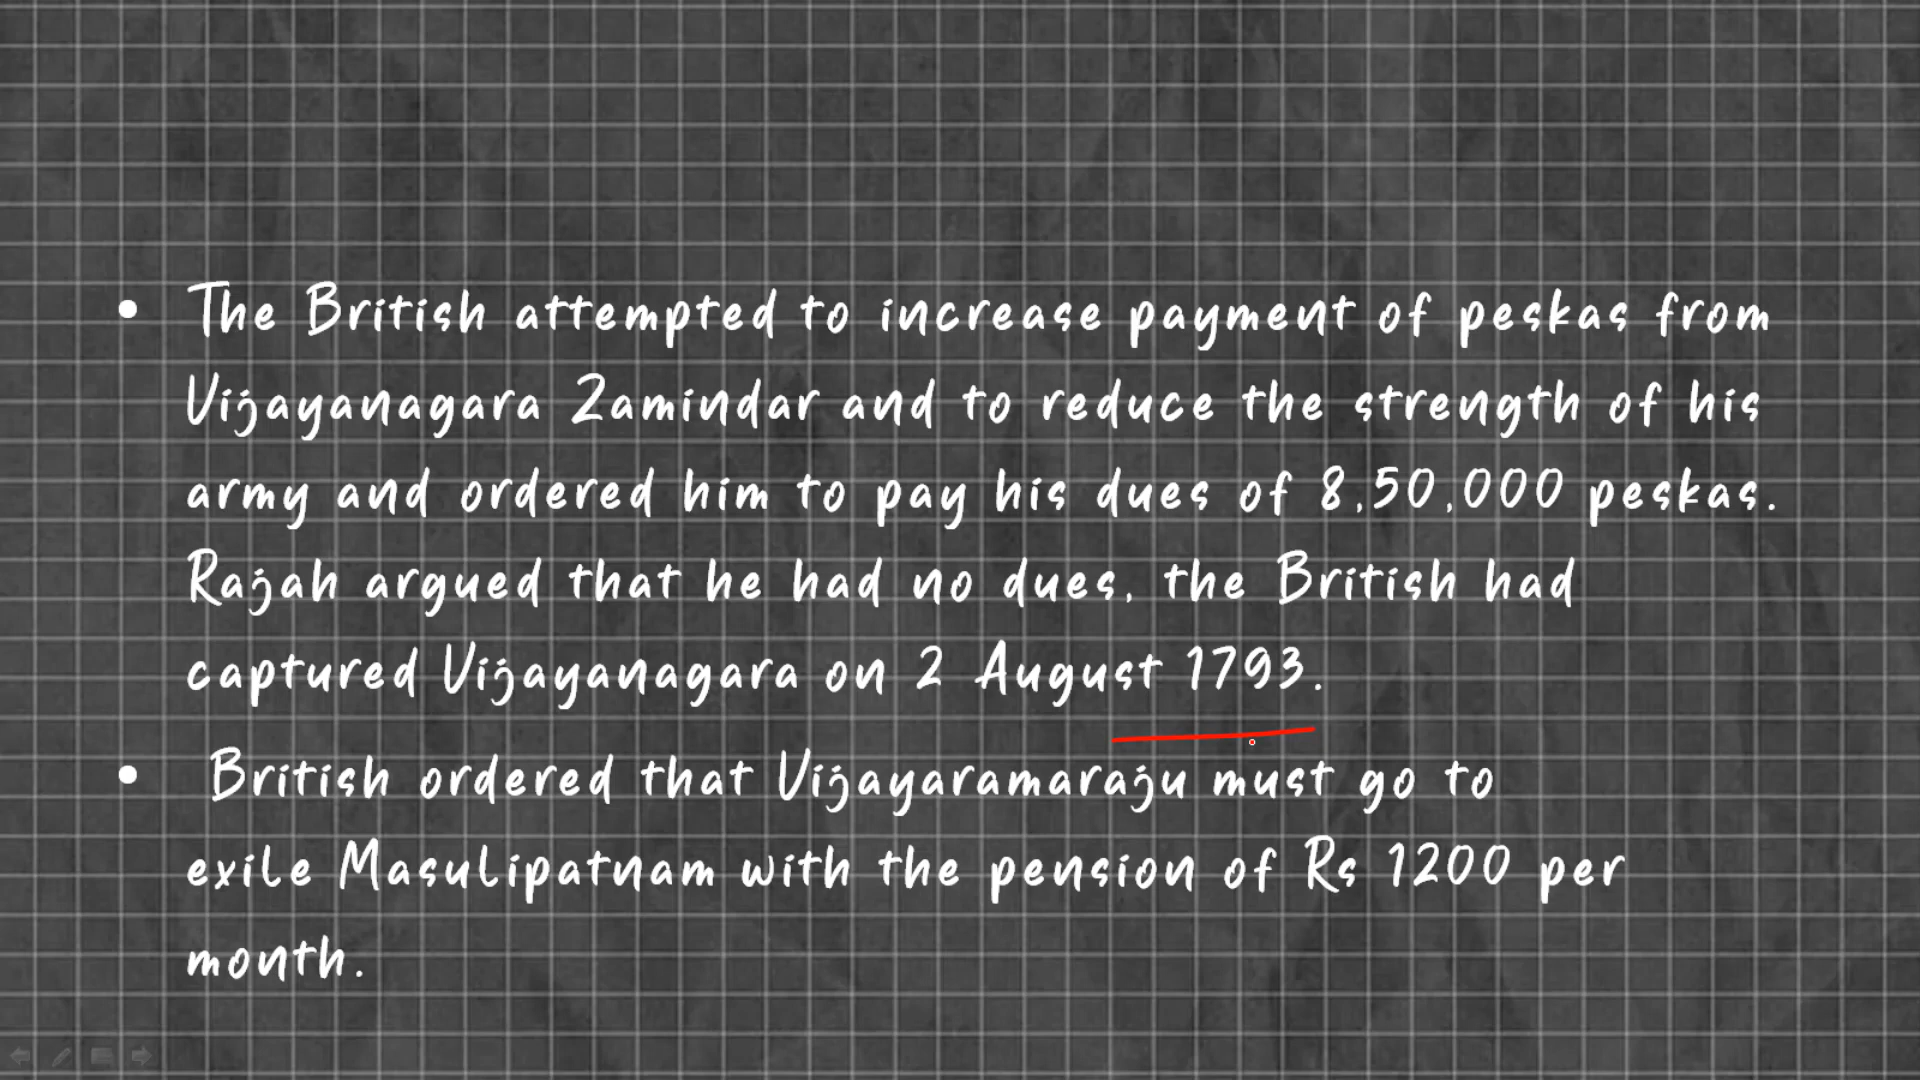 • The British attempted to increase payment of peskas from
Vijayanagara Zamindar and to reduce the strength of his
army and ordered him to pay his dues of 8,50,000 peskas.
Rajah argued that he had no dues, the British had
captured Vijayanagara on 2 August 1793.
• British ordered that Vijayaramaraju must go to
exile Masulipatnam with the pension of Rs 1200 per
month.